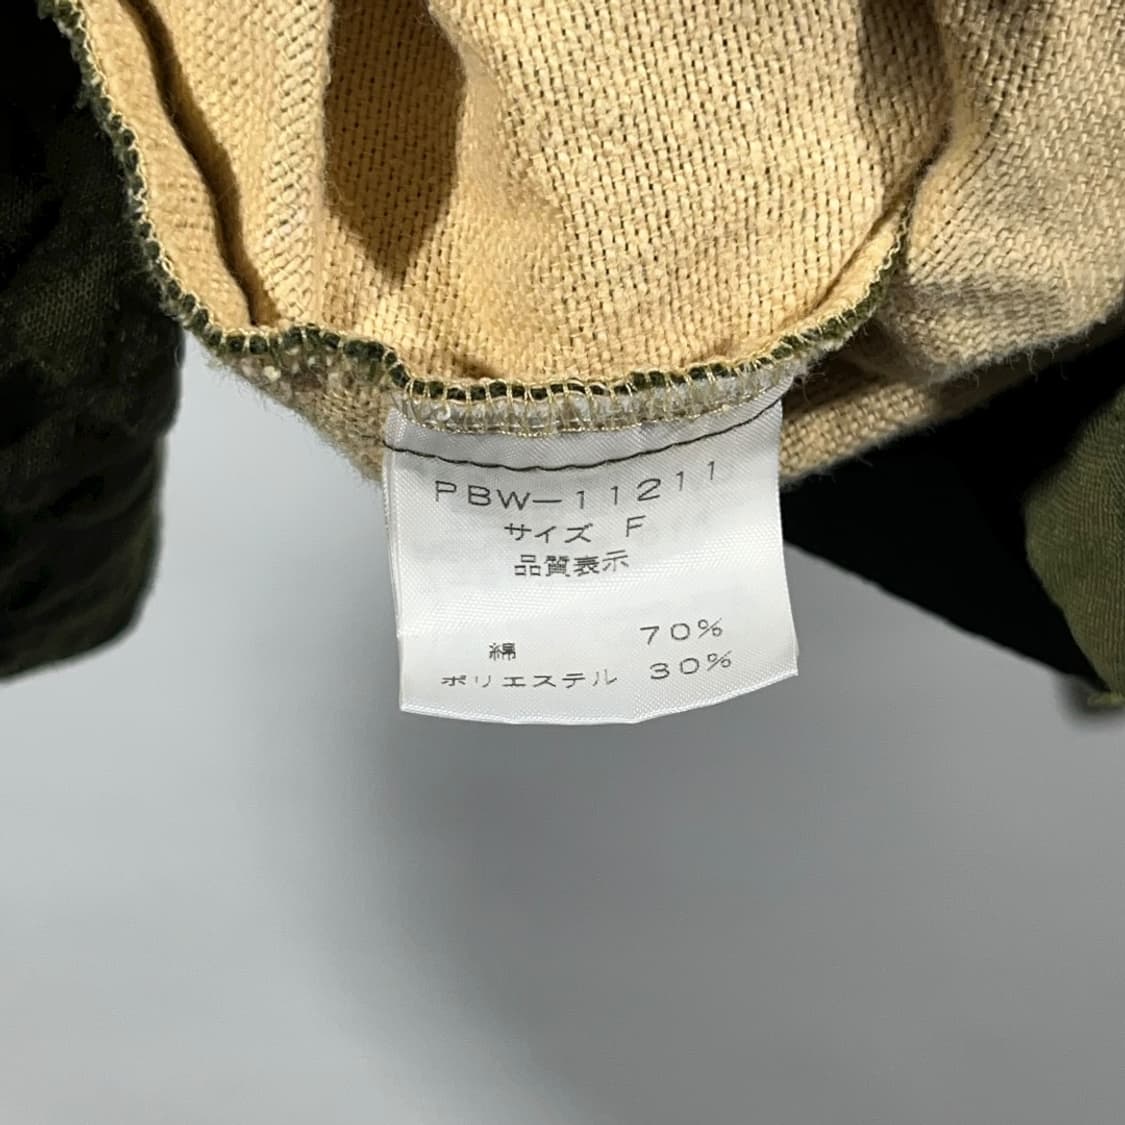 PBW-11211
サイズ F
品質表示
綿 70%
ポリエステル 30%